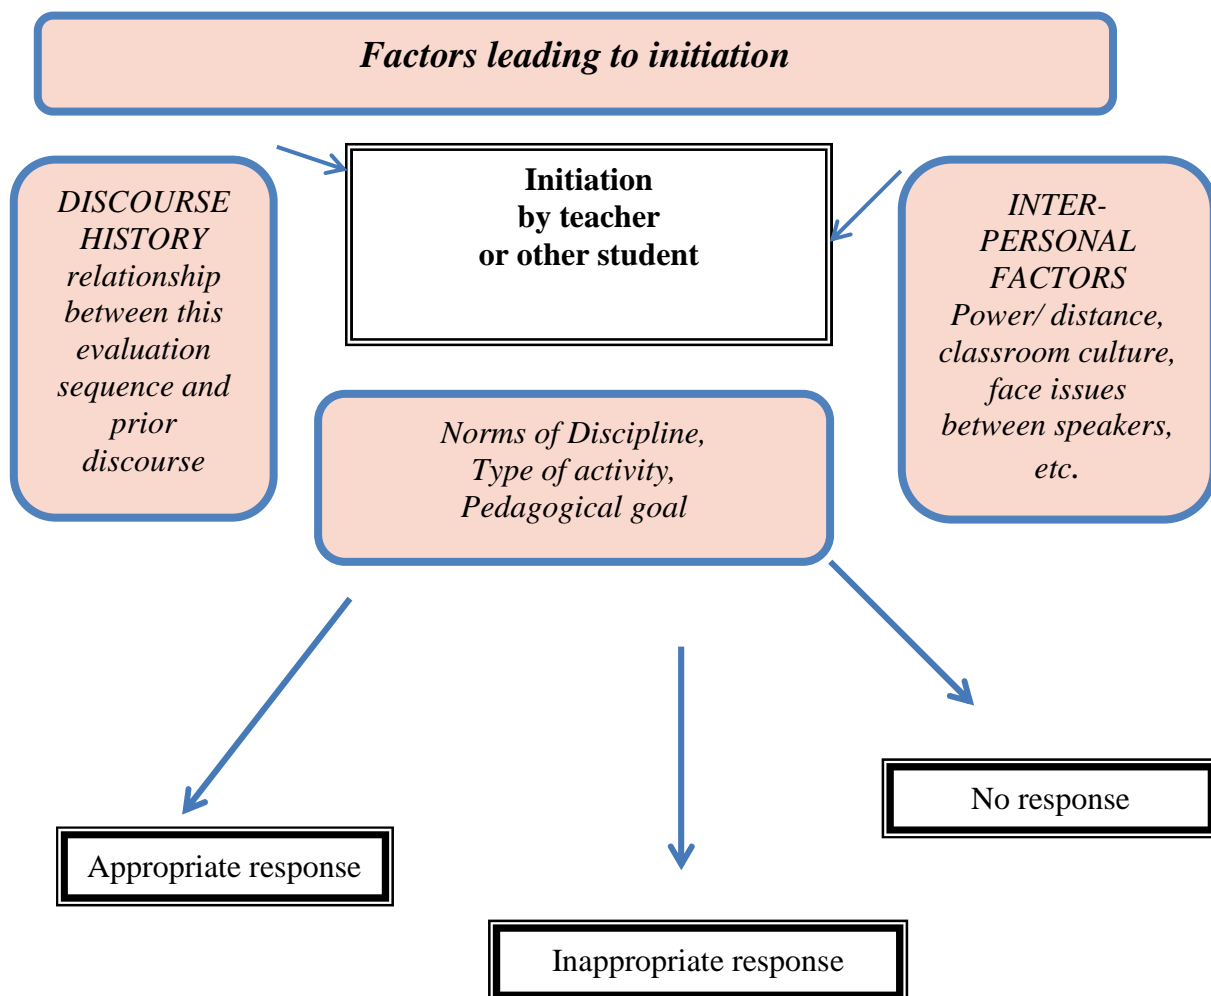 Factors leading to initiation
DISCOURSE
HISTORY
relationship
between this
evaluation
sequence and
prior
discourse
Initiation
by teacher
or other student
INTER-
PERSONAL
FACTORS
Power/ distance,
classroom culture,
face issues
between speakers,
etc.
Norms of Discipline,
Type of activity,
Pedagogical goal
No response
Appropriate response
Inappropriate response